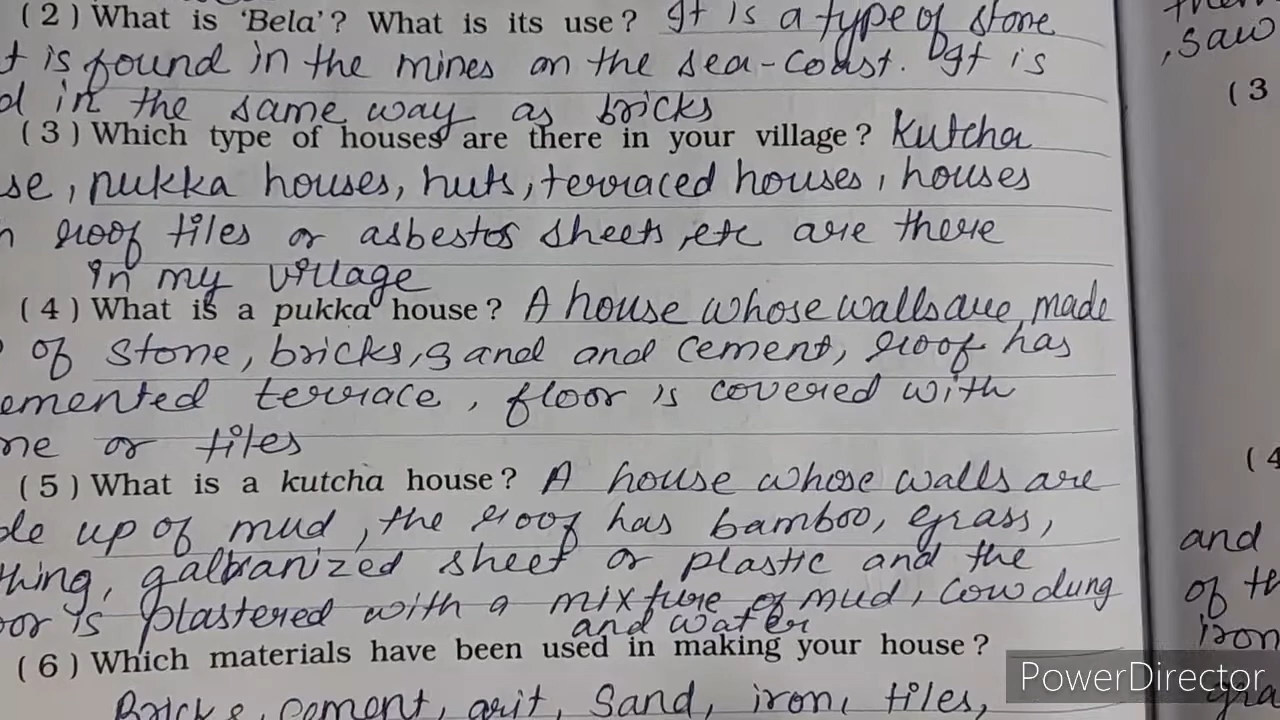 (2) What is 'Bela'? What is its use? It is a type of stone
t is found in the mines on the sea-coast. It is
d in the same way as bricks
(3) Which type of houses are there in your village? Kutcha
se, pukka houses, huts, terraced houses, houses
n roof tiles or asbestos sheets, etc are there
in my village
(4) What is a pukka house? A house whose walls are made
of stone, bricks, sand and cement, roof has
emented terrace, floor is covered with
ne or tiles
(5) What is a kutcha house? A house whose walls are
de up of mud, the roof has bamboo, grass,
thing, galvanized sheet or plastic and the
oor is plastered with a mixture of mud, cow dung
and water
(6) Which materials have been used in making your house?
Bricks, cement, grit, sand, iron, tiles,
, saw
(3
(4
and
of t
iron
gra
PowerDirector